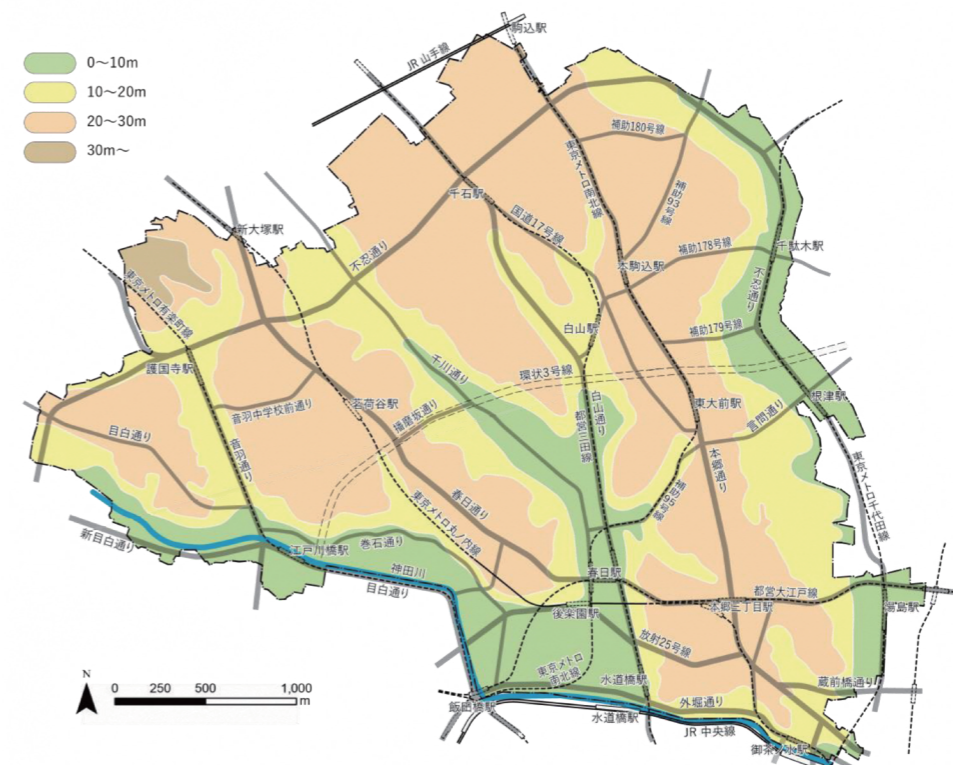 0～10m
10～20m
20～30m
30m～
駒込駅
JR 山手線
補助180号線
東京メトロ南北線
補助93号線
千石駅
国道17号線
新大塚駅
不忍通り
補助178号線
千駄木駅
本駒込駅
不忍通り
東京メトロ有楽町線
白山駅
補助179号線
護国寺駅
千川通り
環状3号線
根津駅
茗荷谷駅
白山通り
東大前駅
音羽中学校前通り
播磨坂通り
都営三田線
言問通り
目白通り
音羽通り
本郷通り
東京メトロ千代田線
春日通り
補助95号線
東京メトロ丸ノ内線
新目白通り
江戸川橋駅
巻石通り
神田川
目白通り
春日駅
都営大江戸線
後楽園駅
本郷三丁目駅
湯島駅
放射25号線
東京メトロ
南北線
水道橋駅
蔵前橋通り
飯田橋駅
外堀通り
水道橋駅
JR 中央線
御茶ノ水駅
N
0 250 500 1,000
m